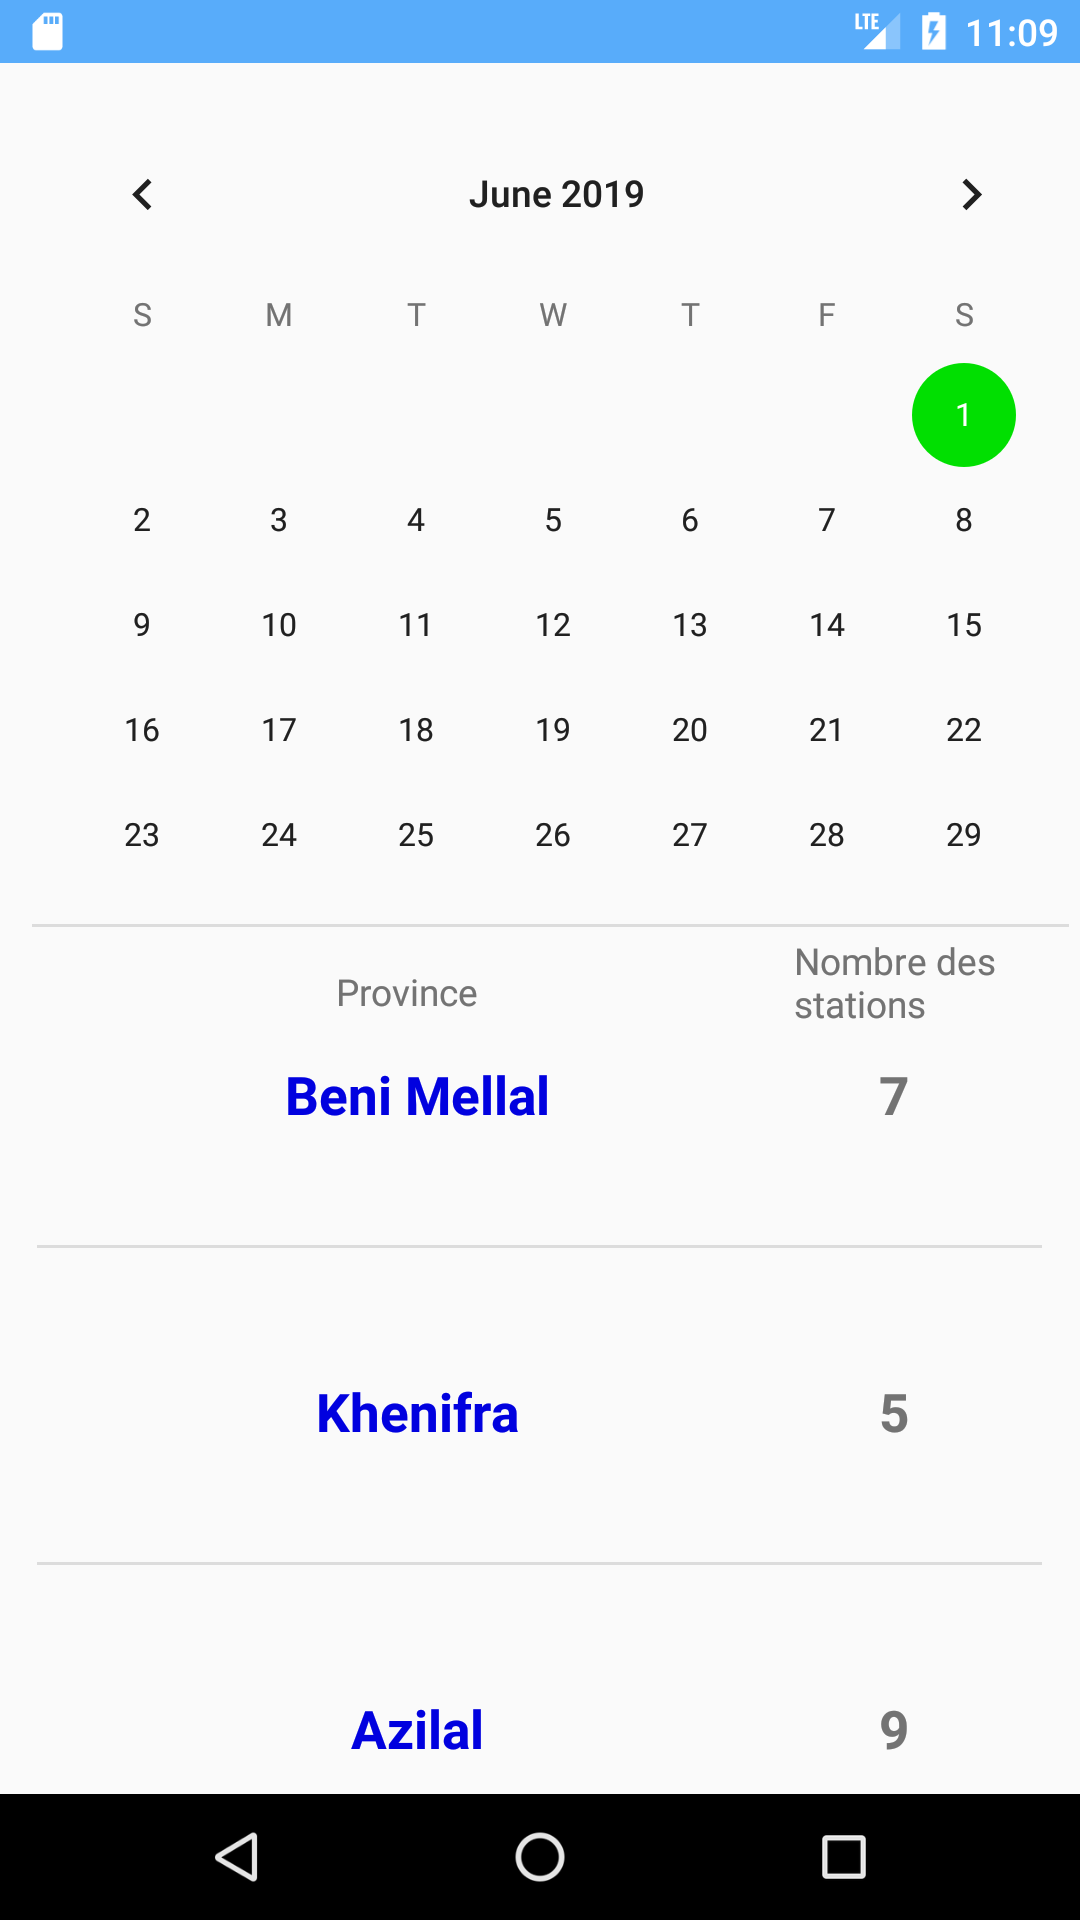 LTE 11:09
June 2019
S M T W T F S
1
2 3 4 5 6 7 8
9 10 11 12 13 14 15
16 17 18 19 20 21 22
23 24 25 26 27 28 29
Province
Nombre des
stations
Beni Mellal 7
Khenifra 5
Azilal 9